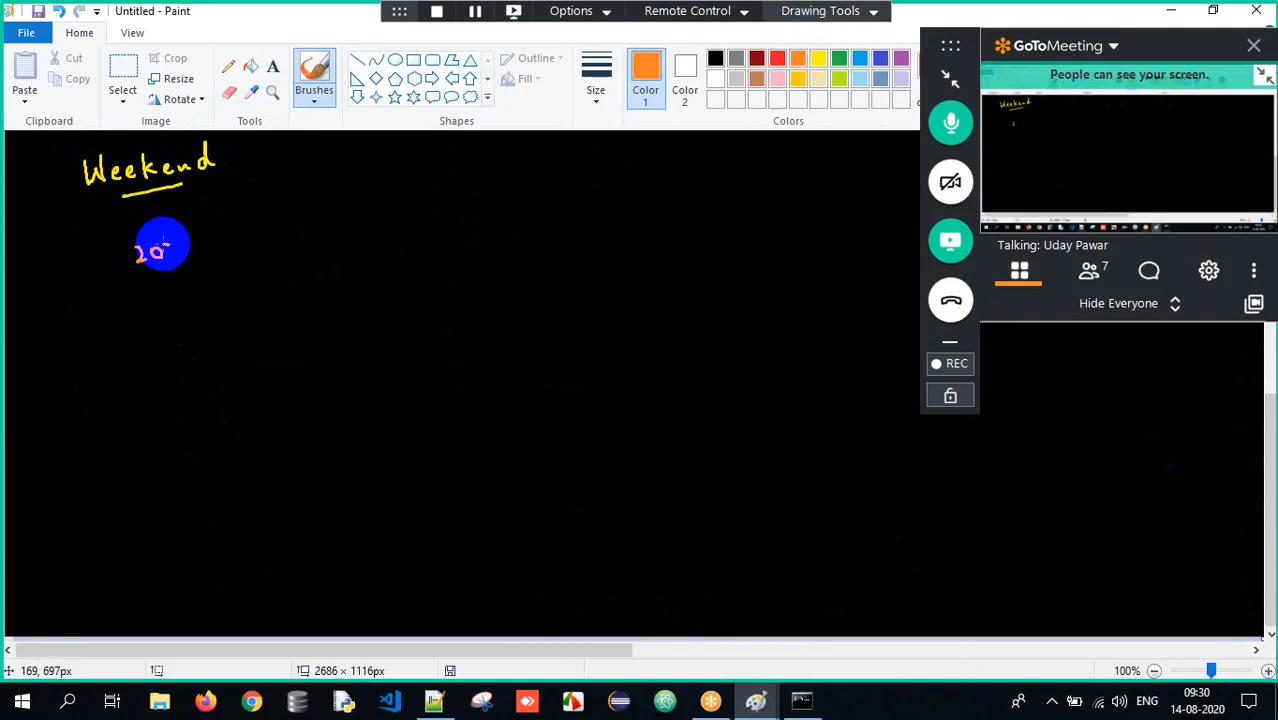 Untitled - Paint
Options
Remote Control
Drawing Tools
File
Home
View
Paste
Cut
Copy
Clipboard
Select
Crop
Resize
Rotate
Image
Tools
Brushes
Shapes
Outline
Fill
Size
Color 1
Color 2
Colors
GoToMeeting
People can see your screen.
Weekend
Talking: Uday Pawar
7
Hide Everyone
REC
Weekend
20
169, 697px
2686 × 1116px
100%
ENG
09:30
14-08-2020